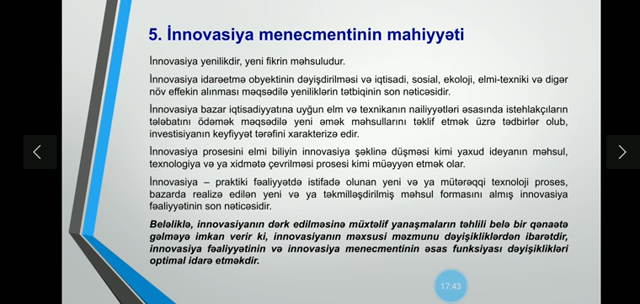 5. İnnovasiya menecmentinin mahiyyəti
İnnovasiya yenilikdir, yeni fikrin məhsuludur.
İnnovasiya idarəetmə obyektinin dəyişdirilməsi və iqtisadi, sosial, ekoloji, elmi-texniki və digər
növ effekin alınması məqsədilə yeniliklərin tətbiqinin son nəticəsidir.
İnnovasiya bazar iqtisadiyyatına uyğun elm və texnikanın nailiyyətləri əsasında istehlakçıların
tələbatını ödəmək məqsədilə yeni əmək məhsullarını təklif etmək üzrə tədbirlər olub,
investisiyanın keyfiyyət tərəfini xarakterizə edir.
İnnovasiya prosesini elmi biliyin innovasiya şəklinə düşməsi kimi yaxud ideyanın məhsul,
texnologiya və ya xidmətə çevrilməsi prosesi kimi müəyyən etmək olar.
İnnovasiya – praktiki fəaliyyətdə istifadə olunan yeni və ya mütərəqqi texnoloji proses,
bazarda realizə edilən yeni və ya təkmilləşdirilmiş məhsul formasını almış innovasiya
fəaliyyətinin son nəticəsidir.
Beləliklə, innovasiyanın dərk edilməsinə müxtəlif yanaşmaların təhlili belə bir qənaətə
gəlməyə imkan verir ki, innovasiyanın məxsusi məzmunu dəyişikliklərdən ibarətdir,
innovasiya fəaliyyətinin və innovasiya menecmentinin əsas funksiyası dəyişiklikləri
optimal idarə etməkdir.
17:43